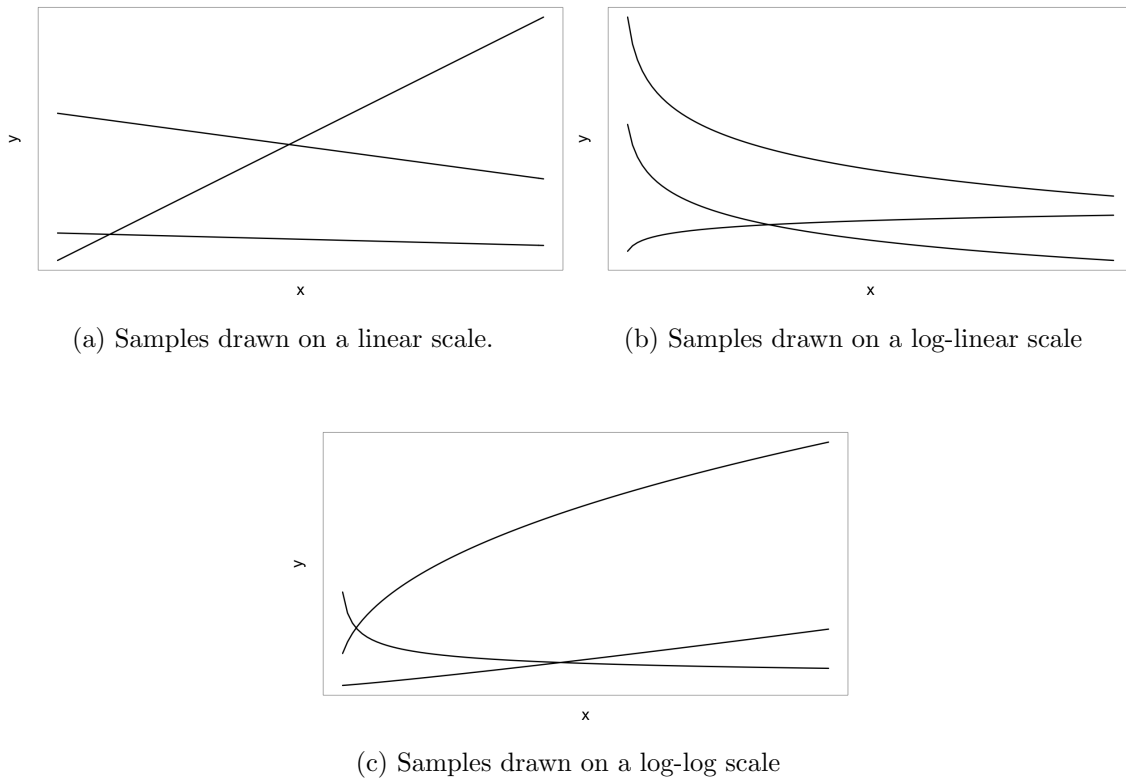 y
x
(a) Samples drawn on a linear scale.
y
x
(b) Samples drawn on a log-linear scale
y
x
(c) Samples drawn on a log-log scale